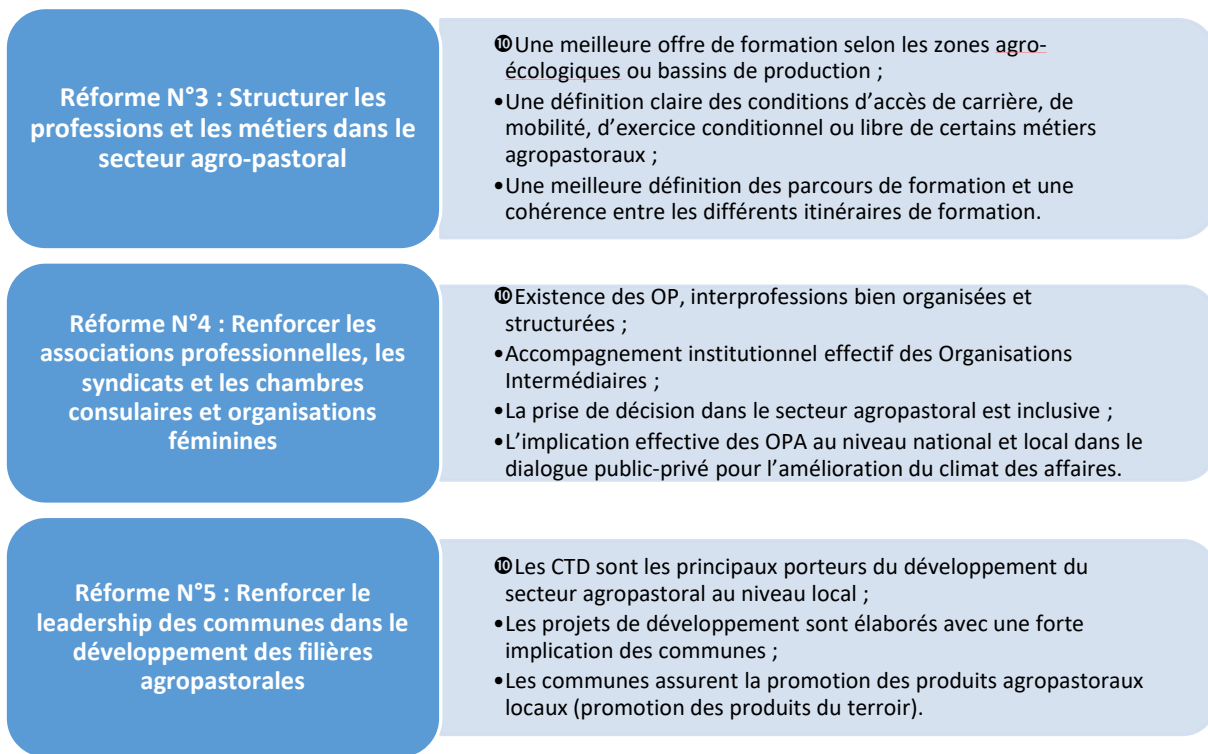 Réforme N°3 : Structurer les
professions et les métiers dans le
secteur agro-pastoral
❿Une meilleure offre de formation selon les zones agro-
écologiques ou bassins de production ;
•Une définition claire des conditions d’accès de carrière, de
mobilité, d’exercice conditionnel ou libre de certains métiers
agropastoraux ;
•Une meilleure définition des parcours de formation et une
cohérence entre les différents itinéraires de formation.
Réforme N°4 : Renforcer les
associations professionnelles, les
syndicats et les chambres
consulaires et organisations
féminines
❿Existence des OP, interprofessions bien organisées et
structurées ;
•Accompagnement institutionnel effectif des Organisations
Intermédiaires ;
•La prise de décision dans le secteur agropastoral est inclusive ;
•L’implication effective des OPA au niveau national et local dans le
dialogue public-privé pour l’amélioration du climat des affaires.
Réforme N°5 : Renforcer le
leadership des communes dans le
développement des filières
agropastorales
❿Les CTD sont les principaux porteurs du développement du
secteur agropastoral au niveau local ;
•Les projets de développement sont élaborés avec une forte
implication des communes ;
•Les communes assurent la promotion des produits agropastoraux
locaux (promotion des produits du terroir).